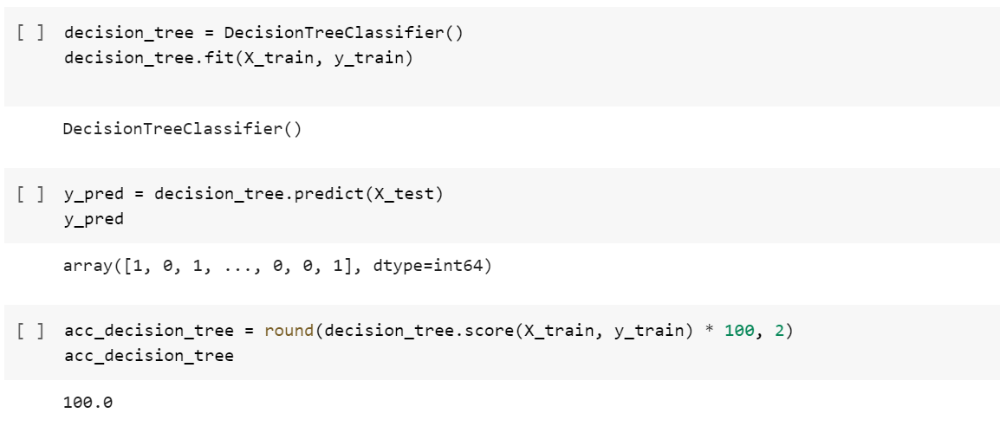 [ ] decision_tree = DecisionTreeClassifier()
decision_tree.fit(X_train, y_train)
DecisionTreeClassifier()
[ ] y_pred = decision_tree.predict(X_test)
y_pred
array([1, 0, 1, ..., 0, 0, 1], dtype=int64)
[ ] acc_decision_tree = round(decision_tree.score(X_train, y_train) * 100, 2)
acc_decision_tree
100.0